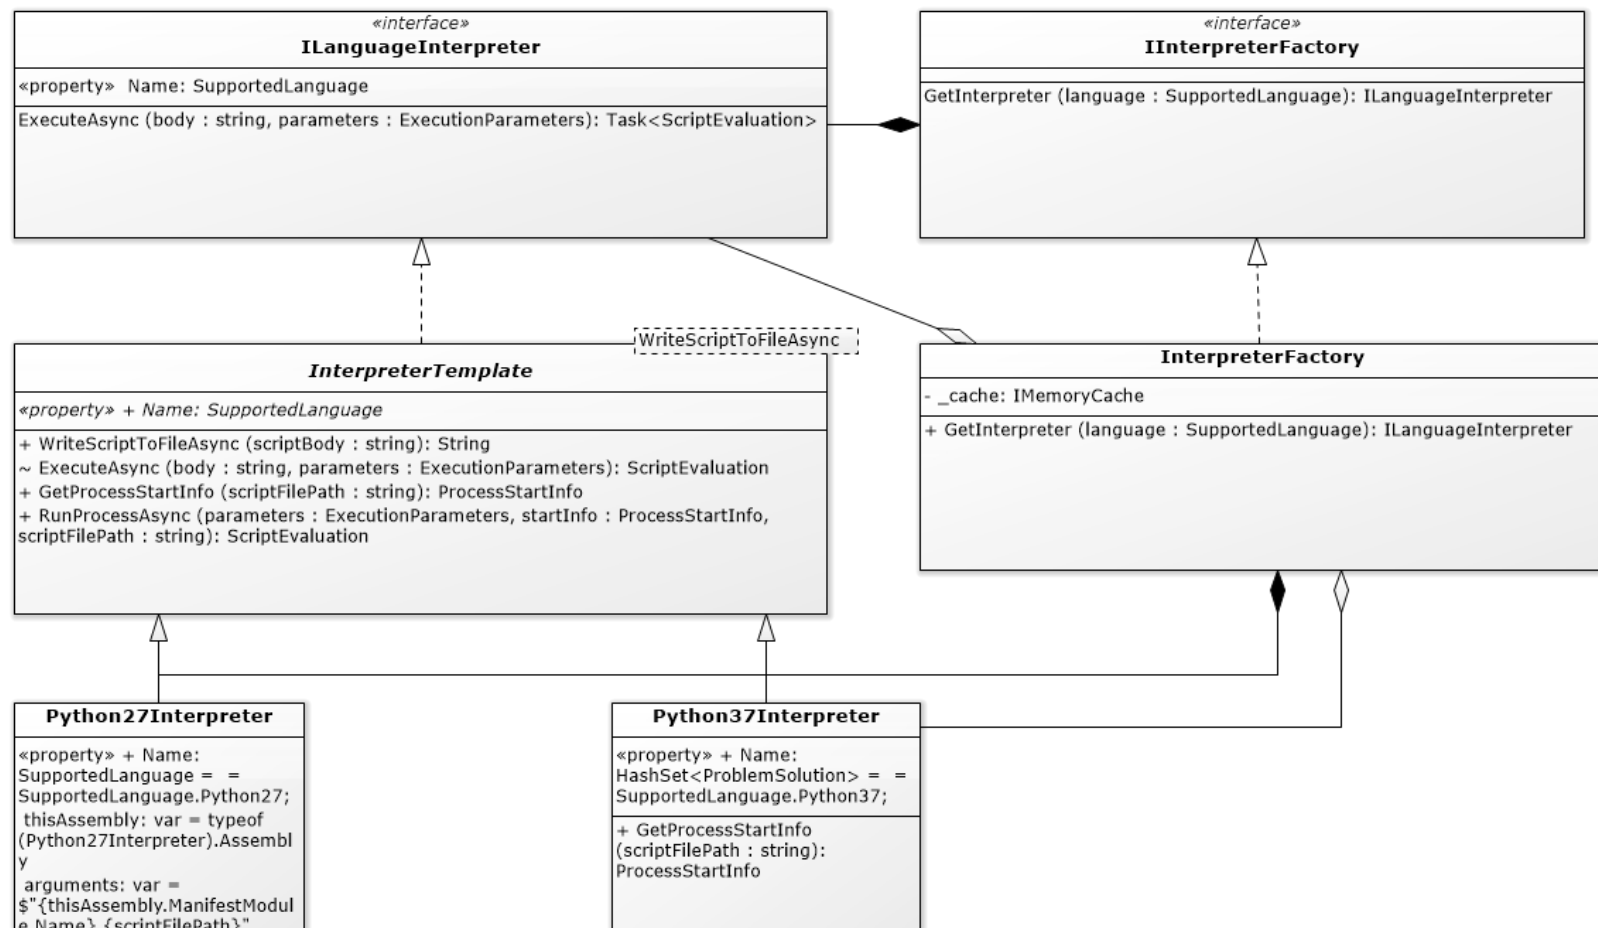 «interface»
ILanguageInterpreter
«property»  Name: SupportedLanguage
ExecuteAsync (body : string, parameters : ExecutionParameters): Task<ScriptEvaluation>
«interface»
IInterpreterFactory
GetInterpreter (language : SupportedLanguage): ILanguageInterpreter
WriteScriptToFileAsync
InterpreterTemplate
«property» + Name: SupportedLanguage
+ WriteScriptToFileAsync (scriptBody : string): String
~ ExecuteAsync (body : string, parameters : ExecutionParameters): ScriptEvaluation
+ GetProcessStartInfo (scriptFilePath : string): ProcessStartInfo
+ RunProcessAsync (parameters : ExecutionParameters, startInfo : ProcessStartInfo,
scriptFilePath : string): ScriptEvaluation
InterpreterFactory
- _cache: IMemoryCache
+ GetInterpreter (language : SupportedLanguage): ILanguageInterpreter
Python27Interpreter
«property» + Name:
SupportedLanguage =  =
SupportedLanguage.Python27;
thisAssembly: var = typeof
(Python27Interpreter).Assembl
y
arguments: var =
$"{thisAssembly.ManifestModul
e.Name} {scriptFilePath}"
Python37Interpreter
«property» + Name:
HashSet<ProblemSolution> =  =
SupportedLanguage.Python37;
+ GetProcessStartInfo
(scriptFilePath : string):
ProcessStartInfo